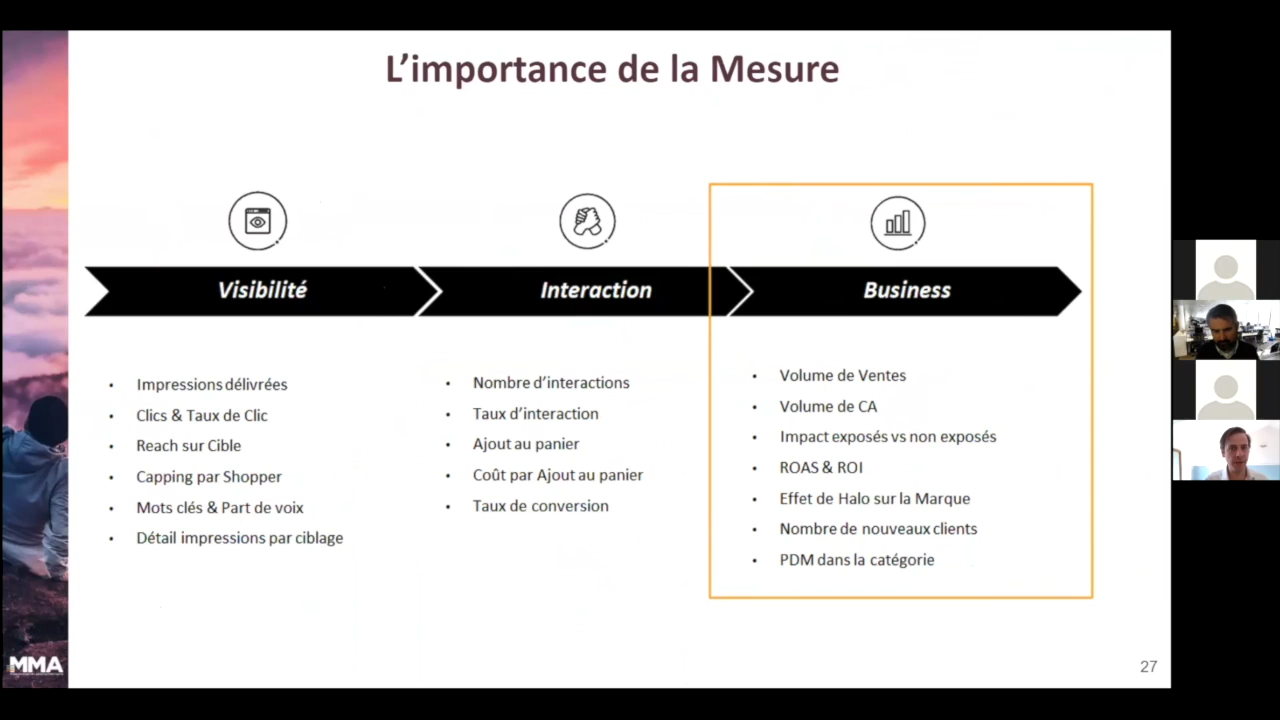 L'importance de la Mesure
Visibilité
Interaction
Business
Impressions délivrées
Clics & Taux de Clic
Reach sur Cible
Capping par Shopper
Mots clés & Part de voix
Détail impressions par ciblage
Nombre d'interactions
Taux d'interaction
Ajout au panier
Coût par Ajout au panier
Taux de conversion
Volume de Ventes
Volume de CA
Impact exposés vs non exposés
ROAS & ROI
Effet de Halo sur la Marque
Nombre de nouveaux clients
PDM dans la catégorie
MMA
27